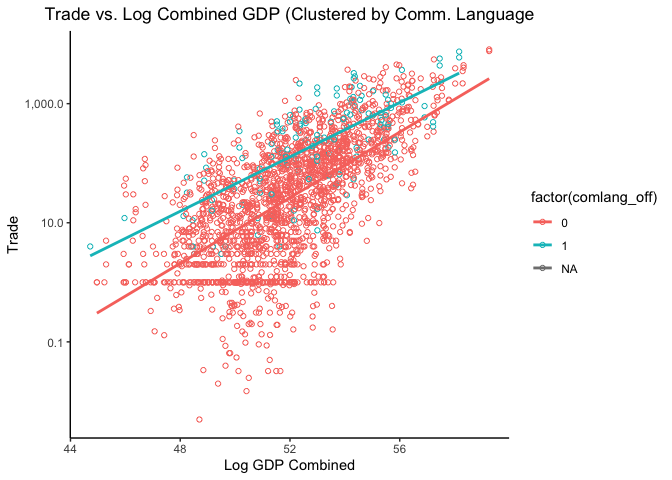 Trade vs. Log Combined GDP (Clustered by Comm. Language
1,000.0
10.0
0.1
Trade
44
48
52
56
Log GDP Combined
factor(comlang_off)
0
1
NA